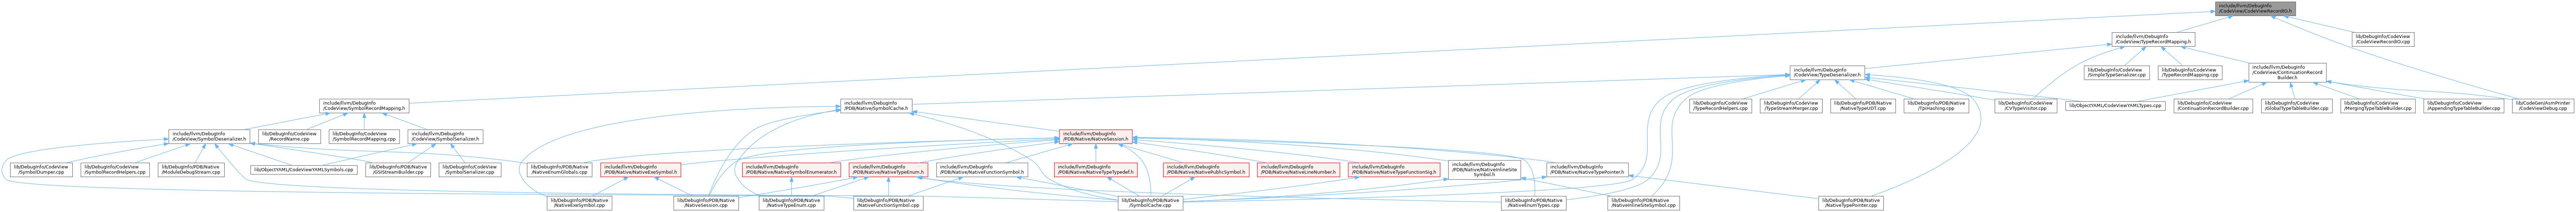 include/llvm/DebugInfo
/CodeView/CodeViewRecordIO.h
include/llvm/DebugInfo
/CodeView/TypeRecordMapping.h
lib/DebugInfo/CodeView
/CodeViewRecordIO.cpp
include/llvm/DebugInfo
/CodeView/TypeDeserializer.h
lib/DebugInfo/CodeView
/SimpleTypeSerializer.cpp
lib/DebugInfo/CodeView
/TypeRecordMapping.cpp
include/llvm/DebugInfo
/CodeView/ContinuationRecord
Builder.h
include/llvm/DebugInfo
/CodeView/SymbolRecordMapping.h
include/llvm/DebugInfo
/PDB/Native/SymbolCache.h
lib/DebugInfo/CodeView
/TypeRecordHelpers.cpp
lib/DebugInfo/CodeView
/TypeStreamMerger.cpp
lib/DebugInfo/PDB/Native
/NativeTypeUDT.cpp
lib/DebugInfo/PDB/Native
/TpiHashing.cpp
lib/DebugInfo/CodeView
/CVTypeVisitor.cpp
lib/ObjectYAML/CodeViewYAMLTypes.cpp
lib/DebugInfo/CodeView
/ContinuationRecordBuilder.cpp
lib/DebugInfo/CodeView
/GlobalTypeTableBuilder.cpp
lib/DebugInfo/CodeView
/MergingTypeTableBuilder.cpp
lib/DebugInfo/CodeView
/AppendingTypeTableBuilder.cpp
lib/CodeGen/AsmPrinter
/CodeViewDebug.cpp
include/llvm/DebugInfo
/CodeView/SymbolDeserializer.h
lib/DebugInfo/CodeView
/RecordName.cpp
lib/DebugInfo/CodeView
/SymbolRecordMapping.cpp
include/llvm/DebugInfo
/CodeView/SymbolSerializer.h
include/llvm/DebugInfo
/PDB/Native/NativeSession.h
lib/DebugInfo/CodeView
/SymbolDumper.cpp
lib/DebugInfo/CodeView
/SymbolRecordHelpers.cpp
lib/DebugInfo/PDB/Native
/ModuleDebugStream.cpp
lib/ObjectYAML/CodeViewYAMLSymbols.cpp
lib/DebugInfo/PDB/Native
/GSIStreamBuilder.cpp
lib/DebugInfo/CodeView
/SymbolSerializer.cpp
lib/DebugInfo/PDB/Native
/NativeEnumGlobals.cpp
include/llvm/DebugInfo
/PDB/Native/NativeExeSymbol.h
include/llvm/DebugInfo
/PDB/Native/NativeSymbolEnumerator.h
include/llvm/DebugInfo
/PDB/Native/NativeTypeEnum.h
include/llvm/DebugInfo
/PDB/Native/NativeFunctionSymbol.h
include/llvm/DebugInfo
/PDB/Native/NativeTypeTypedef.h
include/llvm/DebugInfo
/PDB/Native/NativePublicSymbol.h
include/llvm/DebugInfo
/PDB/Native/NativeLineNumber.h
include/llvm/DebugInfo
/PDB/Native/NativeTypeFunctionSig.h
include/llvm/DebugInfo
/PDB/Native/NativeInlineSite
Symbol.h
include/llvm/DebugInfo
/PDB/Native/NativeTypePointer.h
lib/DebugInfo/PDB/Native
/NativeExeSymbol.cpp
lib/DebugInfo/PDB/Native
/NativeSession.cpp
lib/DebugInfo/PDB/Native
/NativeTypeEnum.cpp
lib/DebugInfo/PDB/Native
/NativeFunctionSymbol.cpp
lib/DebugInfo/PDB/Native
/SymbolCache.cpp
lib/DebugInfo/PDB/Native
/NativeEnumTypes.cpp
lib/DebugInfo/PDB/Native
/NativeInlineSiteSymbol.cpp
lib/DebugInfo/PDB/Native
/NativeTypePointer.cpp